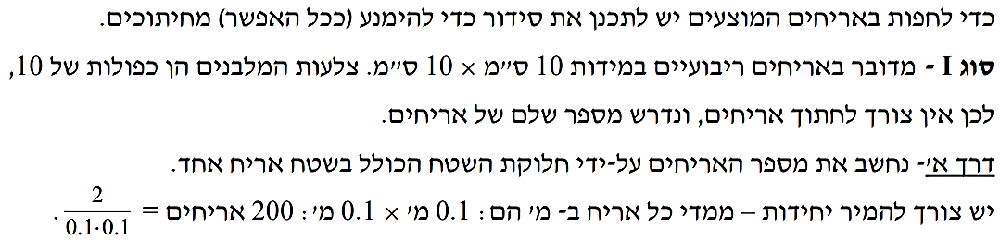 כדי לחפות באריחים המוצעים יש לתכנן את סידור כדי להימנע (ככל האפשר) מחיתוכים.
סוג I - מדובר באריחים ריבועיים במידות 10 ס״מ × 10 ס״מ. צלעות המלבנים הן כפולות של 10,
לכן אין צורך לחתוך אריחים, ונדרש מספר שלם של אריחים.
דרך א׳- נחשב את מספר האריחים על-ידי חלוקת השטח הכולל בשטח אריח אחד.
יש צורך להמיר יחידות – ממדי כל אריח ב- מ׳ הם: 0.1 מ׳ × 0.1 מ׳: 200 אריחים = $\frac{2}{0.1 \cdot 0.1}$.